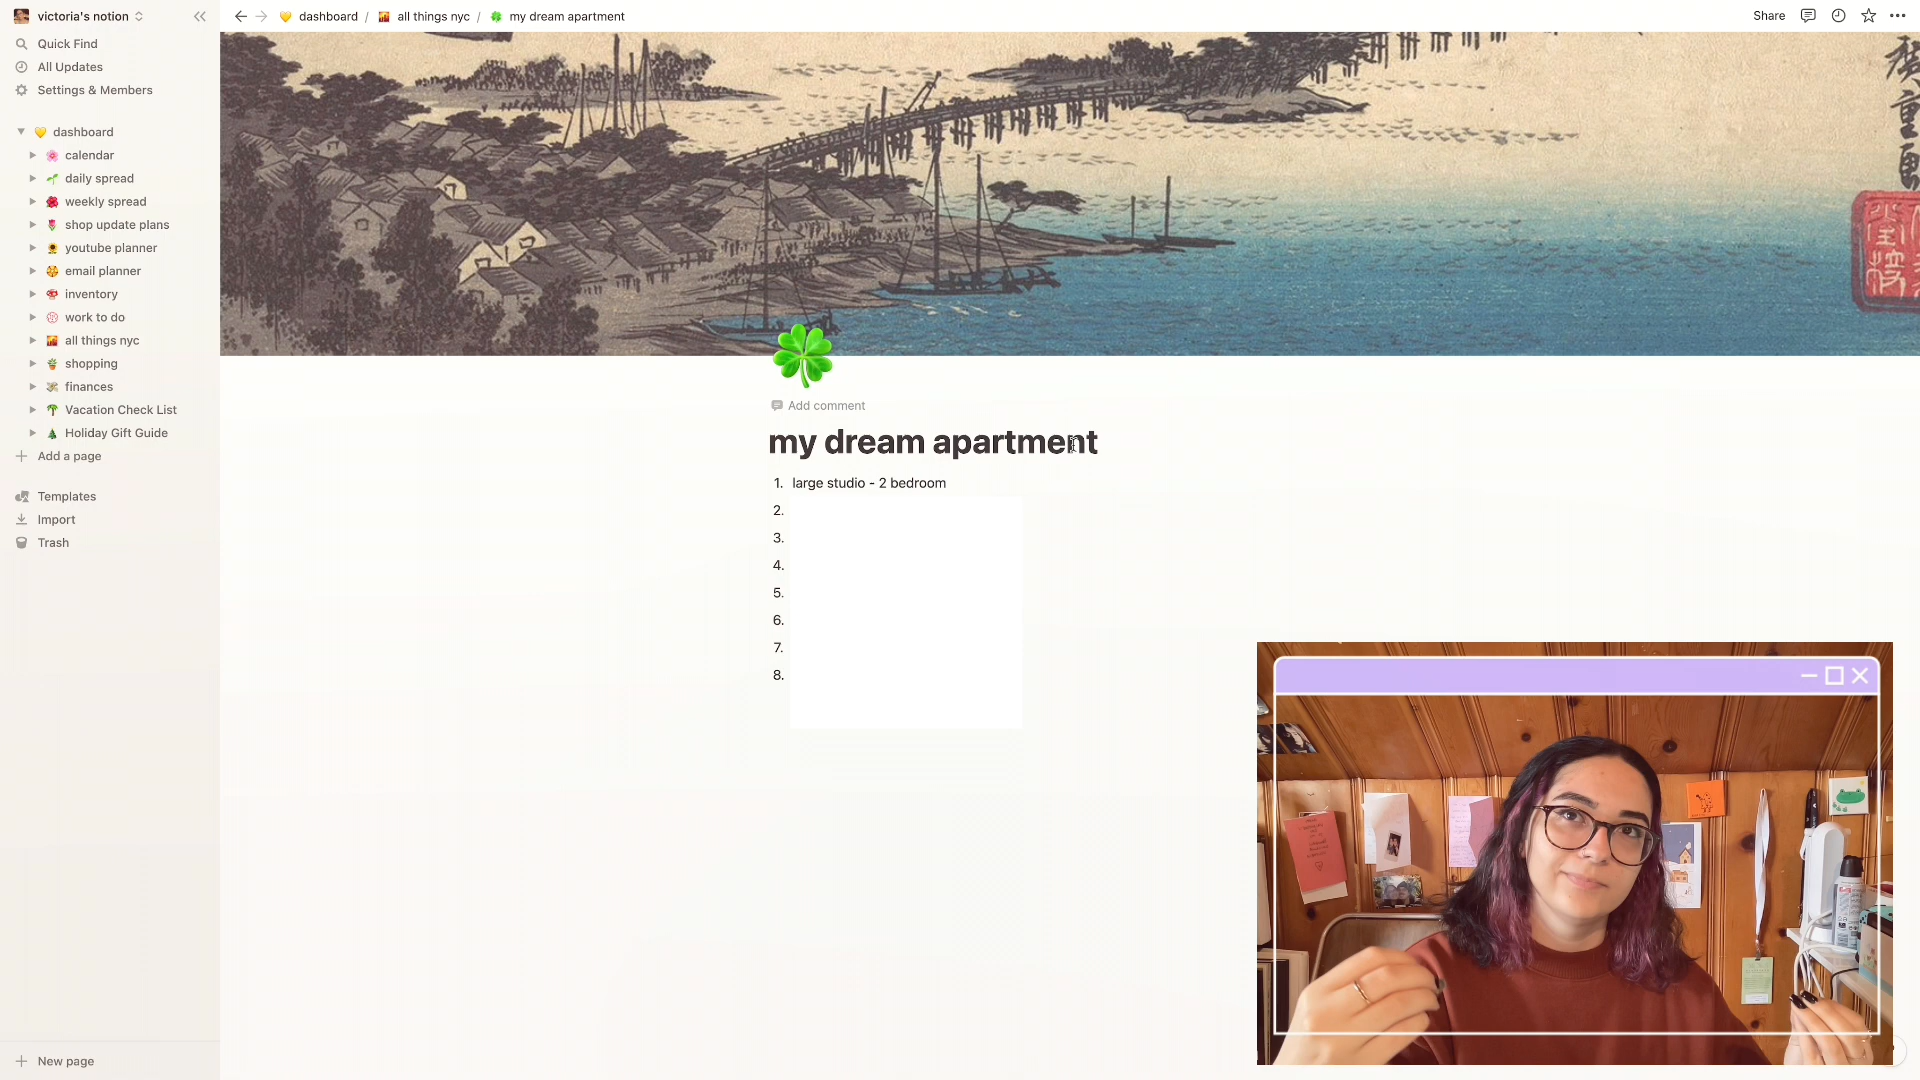 victoria's notion
Quick Find
All Updates
Settings & Members
dashboard
calendar
daily spread
weekly spread
shop update plans
youtube planner
email planner
inventory
work to do
all things nyc
shopping
finances
Vacation Check List
Holiday Gift Guide
Add a page
Templates
Import
Trash
New page
dashboard / all things nyc / my dream apartment
Share
Add comment
my dream apartment
1. large studio - 2 bedroom
2.
3.
4.
5.
6.
7.
8.